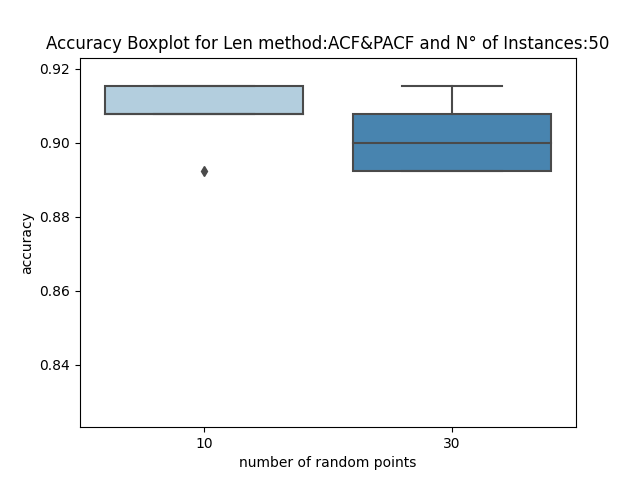 Accuracy Boxplot for Len method:ACF&PACF and N° of Instances:50
0.92
0.90
0.88
0.86
0.84
accuracy
10 30
number of random points